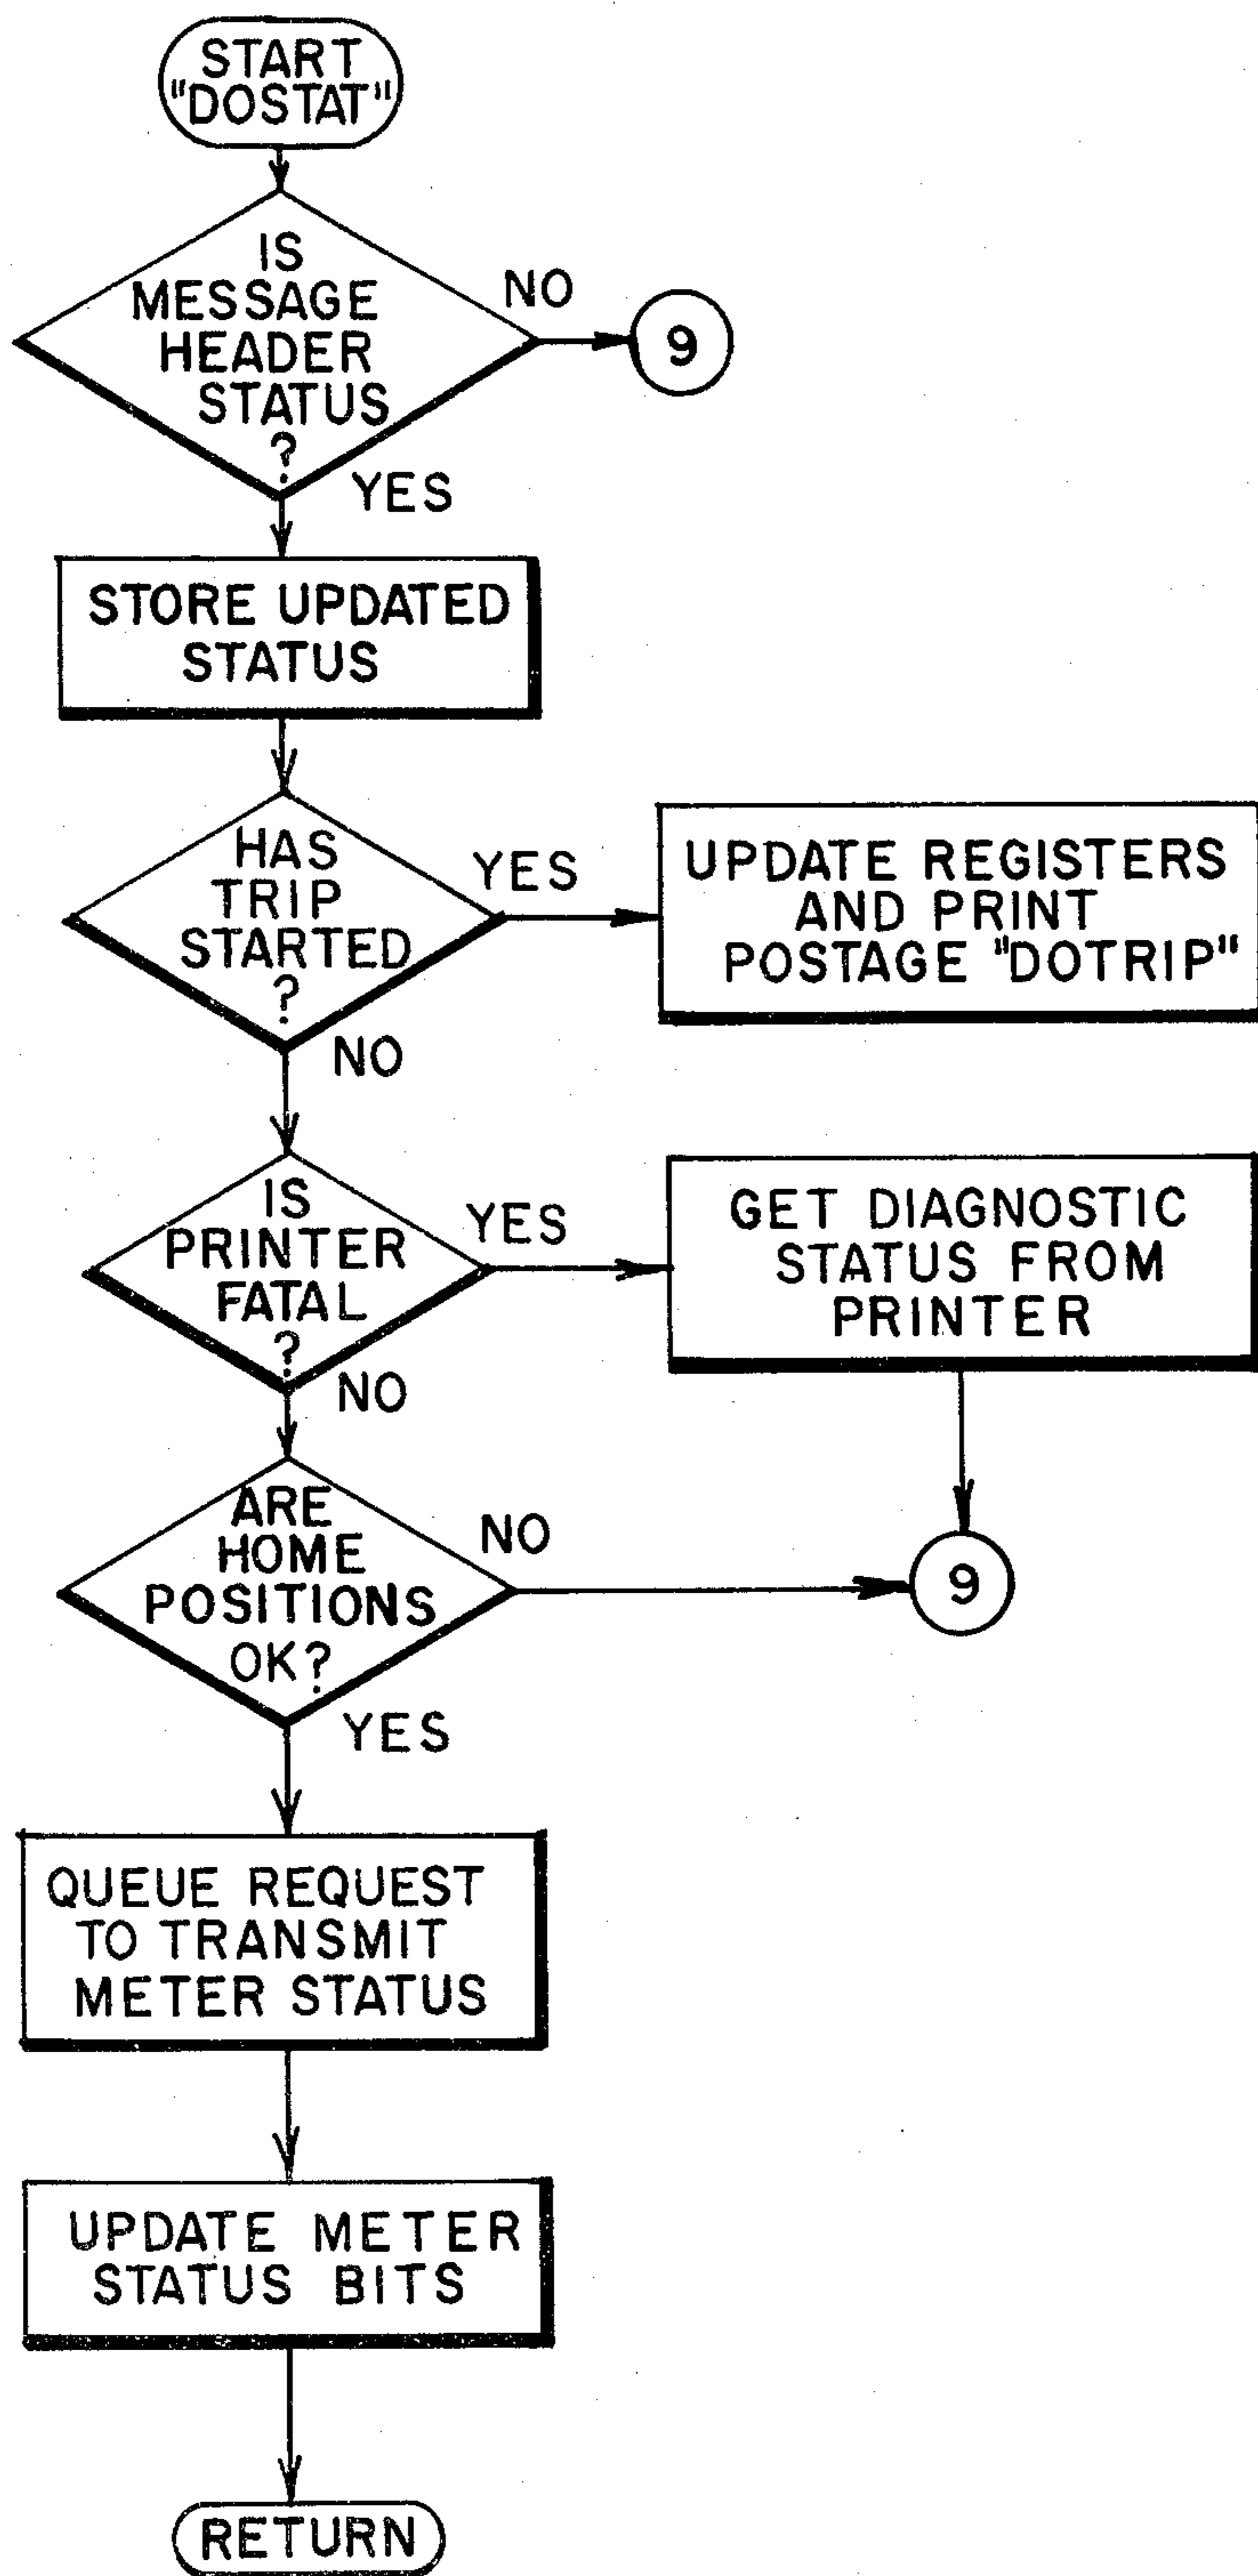 START
"DOSTAT"
IS
MESSAGE
HEADER
STATUS
?
NO
9
YES
STORE UPDATED
STATUS
HAS
TRIP
STARTED
?
YES
UPDATE REGISTERS
AND PRINT
POSTAGE "DOTRIP"
NO
IS
PRINTER
FATAL
?
YES
GET DIAGNOSTIC
STATUS FROM
PRINTER
NO
ARE
HOME
POSITIONS
OK?
NO
9
YES
QUEUE REQUEST
TO TRANSMIT
METER STATUS
UPDATE METER
STATUS BITS
RETURN